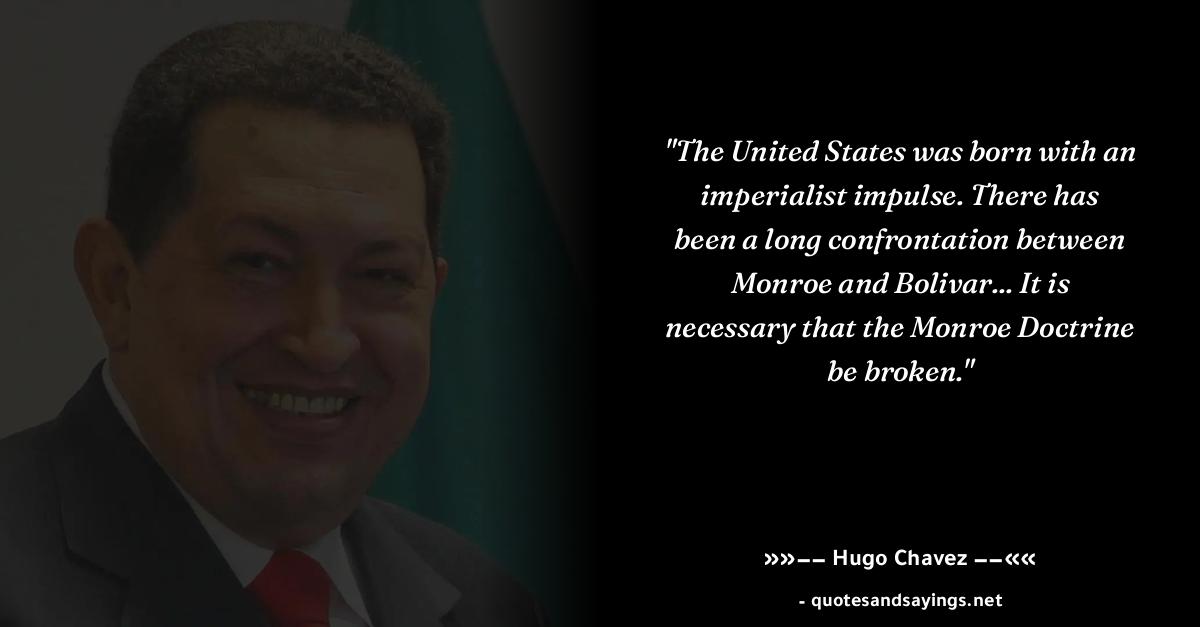 "The United States was born with an
imperialist impulse. There has
been a long confrontation between
Monroe and Bolivar... It is
necessary that the Monroe Doctrine
be broken."
»»−− Hugo Chavez −−««
- quotesandsayings.net